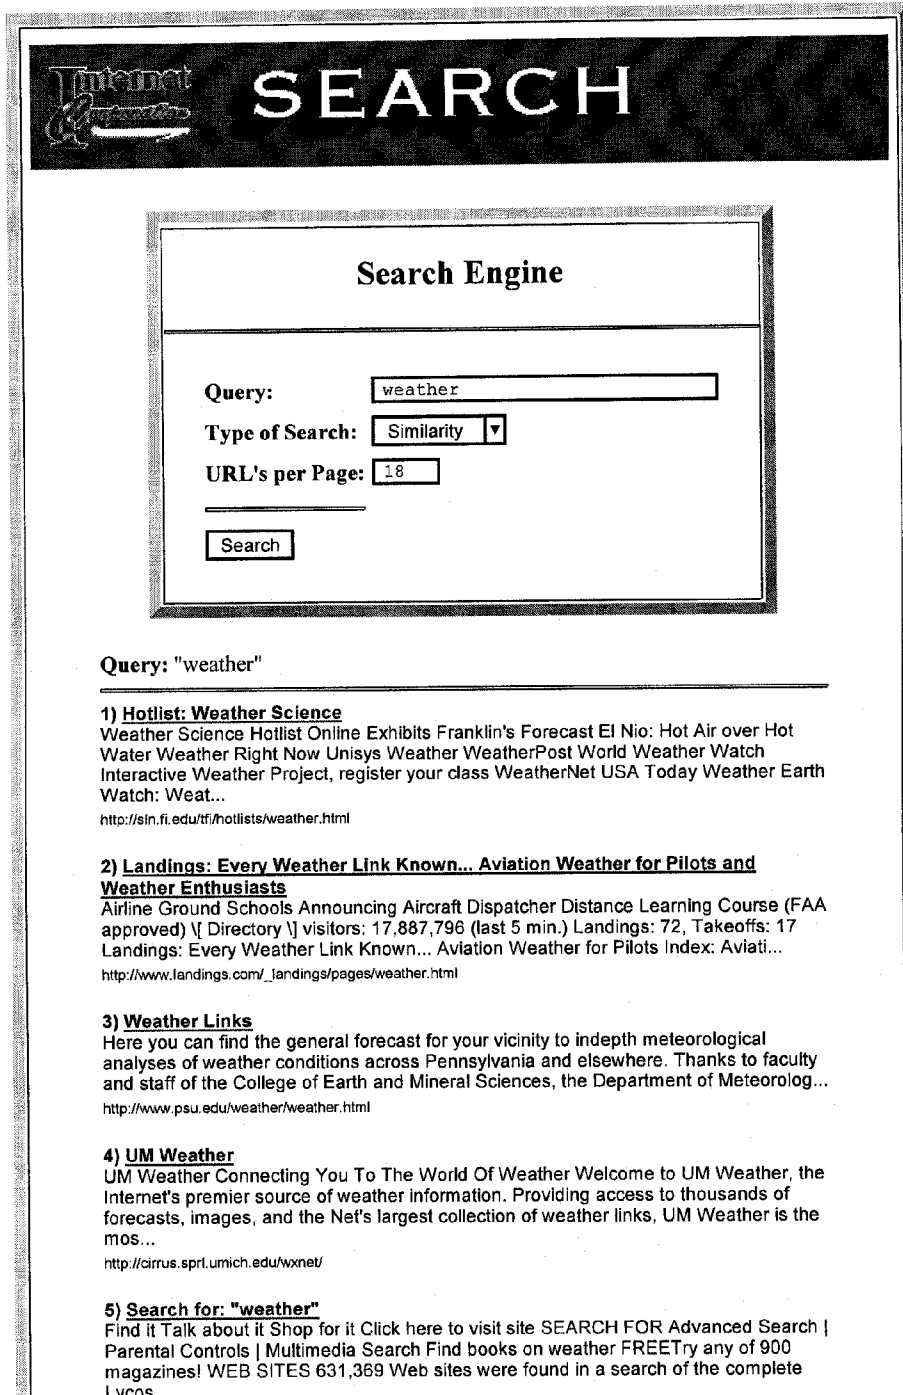 Internet
SEARCH
Search Engine
Query: weather
Type of Search: Similarity
URL's per Page: 18
Search
Query: "weather"
1) Hotlist: Weather Science
Weather Science Hotlist Online Exhibits Franklin's Forecast El Nio: Hot Air over Hot
Water Weather Right Now Unisys Weather WeatherPost World Weather Watch
Interactive Weather Project, register your class WeatherNet USA Today Weather Earth
Watch: Weat...
http://sln.fi.edu/tfi/hotlists/weather.html
2) Landings: Every Weather Link Known... Aviation Weather for Pilots and
Weather Enthusiasts
Airline Ground Schools Announcing Aircraft Dispatcher Distance Learning Course (FAA
approved) \[ Directory \] visitors: 17,887,796 (last 5 min.) Landings: 72, Takeoffs: 17
Landings: Every Weather Link Known... Aviation Weather for Pilots Index: Aviati...
http://www.landings.com/_landings/pages/weather.html
3) Weather Links
Here you can find the general forecast for your vicinity to indepth meteorological
analyses of weather conditions across Pennsylvania and elsewhere. Thanks to faculty
and staff of the College of Earth and Mineral Sciences, the Department of Meteorolog...
http://www.psu.edu/weather/weather.html
4) UM Weather
UM Weather Connecting You To The World Of Weather Welcome to UM Weather, the
Internet's premier source of weather information. Providing access to thousands of
forecasts, images, and the Net's largest collection of weather links, UM Weather is the
mos...
http://cirrus.sprl.umich.edu/wxnet/
5) Search for: "weather"
Find it Talk about it Shop for it Click here to visit site SEARCH FOR Advanced Search |
Parental Controls | Multimedia Search Find books on weather FREETry any of 900
magazines! WEB SITES 631,369 Web sites were found in a search of the complete
Lycos